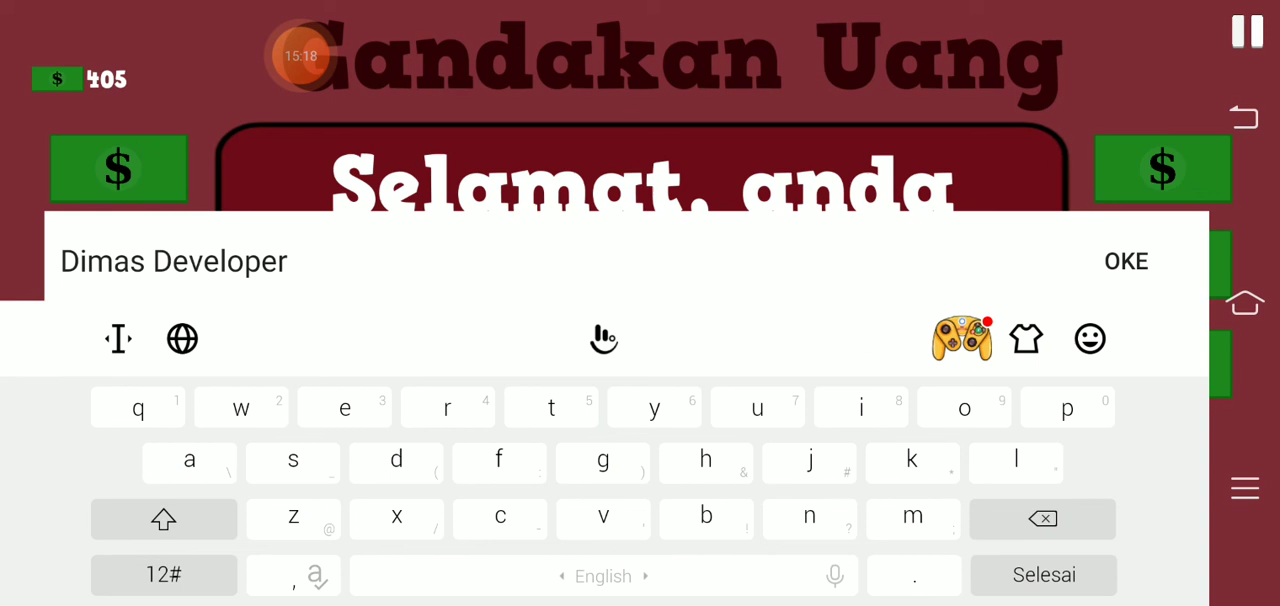 Gandakan Uang
15:18
$ 405
$ $
Selamat, anda
Dimas Developer OKE
q 1 w 2 e 3 r 4 t 5 y 6 u 7 i 8 o 9 p 0
a \ s _ d ( f : g ) h & j # k * l "
z @ x / c - v ' b ! n ? m ;
12# , a English . Selesai